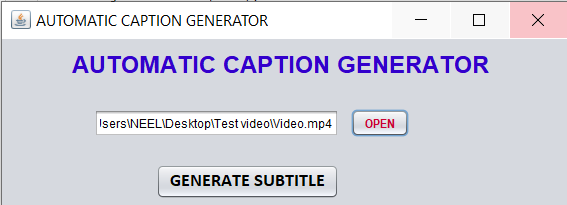 AUTOMATIC CAPTION GENERATOR
AUTOMATIC CAPTION GENERATOR
sers\NEEL\Desktop\Test video\Video.mp4
OPEN
GENERATE SUBTITLE